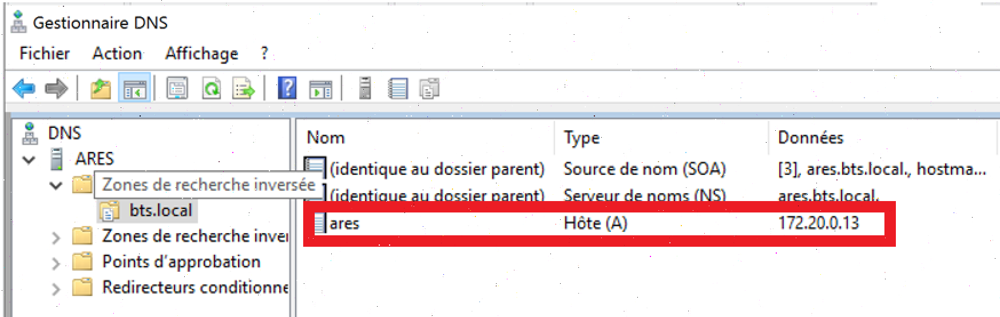 Gestionnaire DNS
Fichier Action Affichage ?
DNS
ARES
Zones de recherche inversée
bts.local
Zones de recherche inver
Points d'approbation
Redirecteurs conditionne
Nom Type Données
(identique au dossier parent) Source de nom (SOA) [3], ares.bts.local., hostma...
(identique au dossier parent) Serveur de noms (NS) ares.bts.local.
ares Hôte (A) 172.20.0.13